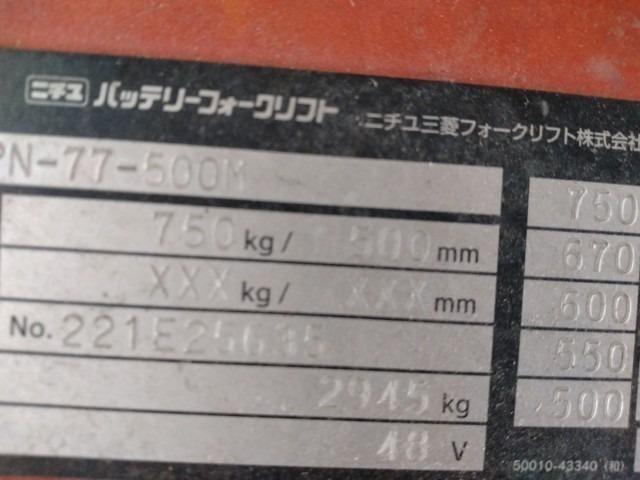 ニチユ バッテリーフォークリフト ニチユ三菱フォークリフト株式会社
PN-77-500M
750 kg/ 500 mm
XXX kg/ XXX mm
No. 221E25635
2945 kg
48 V
750
670
600
550
500
50010-43340 (和)